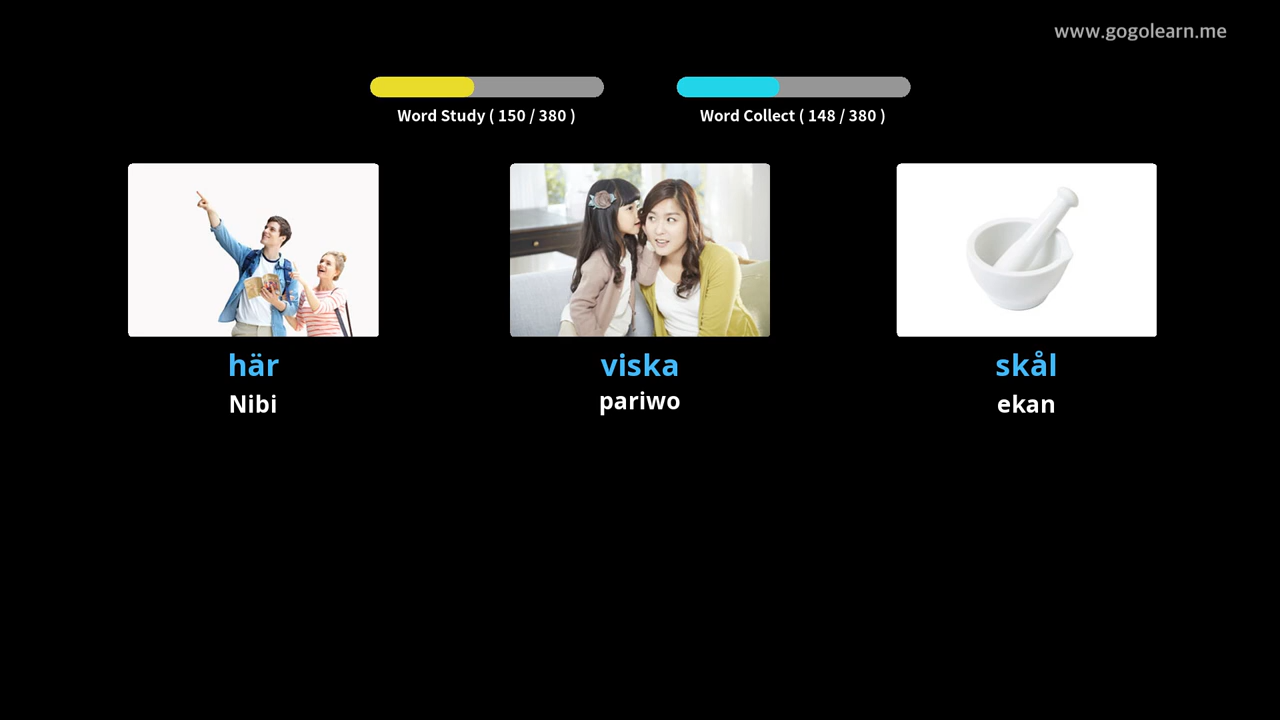 www.gogolearn.me
Word Study ( 150 / 380 )
Word Collect ( 148 / 380 )
här
viska
skål
Nibi
pariwo
ekan